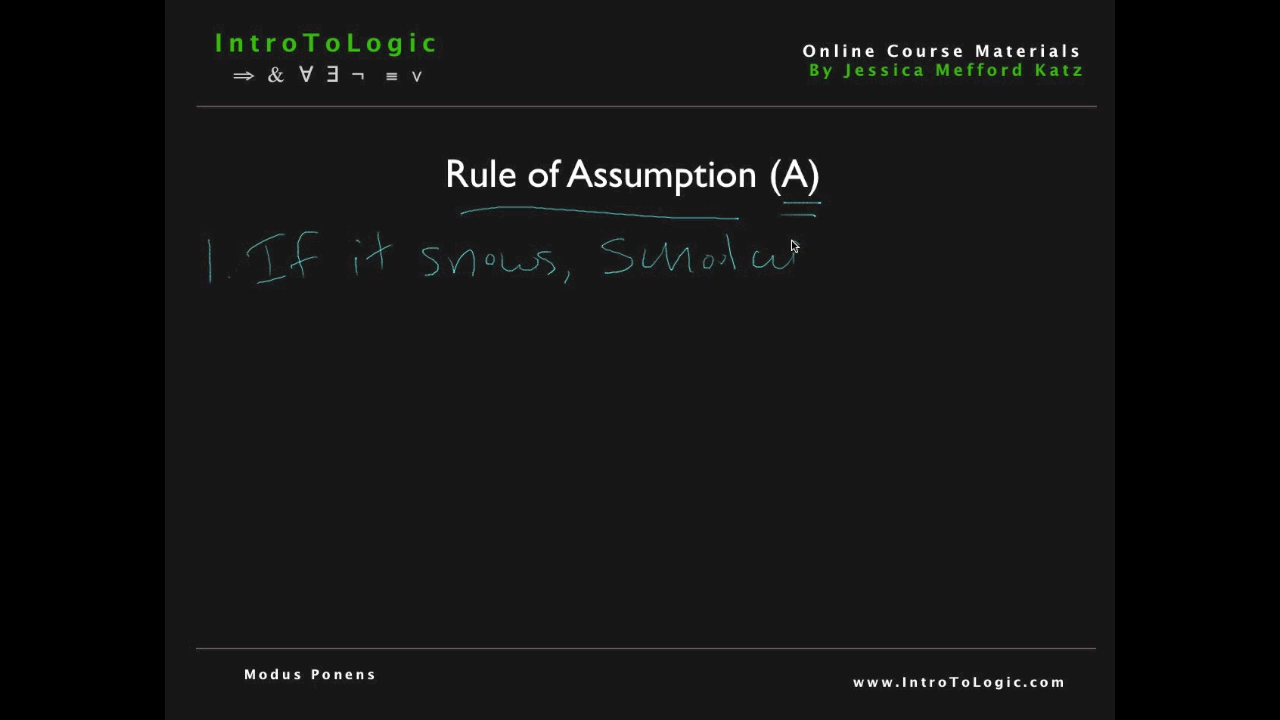 IntroToLogic
⇒ & ∀ ∃ ¬ ≡ v
Online Course Materials
By Jessica Mefford Katz
Rule of Assumption (A)
1. If it snows, School
Modus Ponens
www.IntroToLogic.com